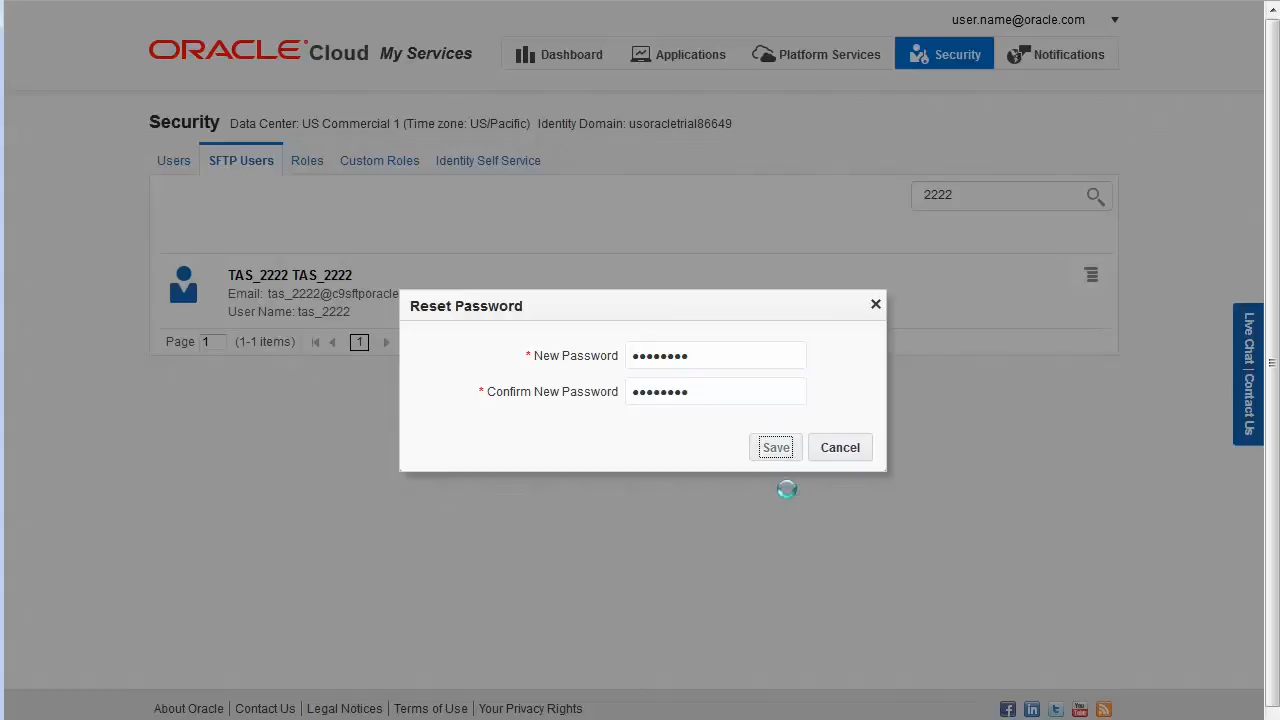 user.name@oracle.com
ORACLE Cloud My Services
Dashboard Applications Platform Services Security Notifications
Security Data Center: US Commercial 1 (Time zone: US/Pacific) Identity Domain: usoracletrial86649
Users SFTP Users Roles Custom Roles Identity Self Service
2222
TAS_2222 TAS_2222
Email: tas_2222@c9sftporacle
User Name: tas_2222
Page 1 (1-1 items) 1
Reset Password
* New Password ●●●●●●●●
* Confirm New Password ●●●●●●●●
Save Cancel
Live Chat | Contact Us
About Oracle | Contact Us | Legal Notices | Terms of Use | Your Privacy Rights